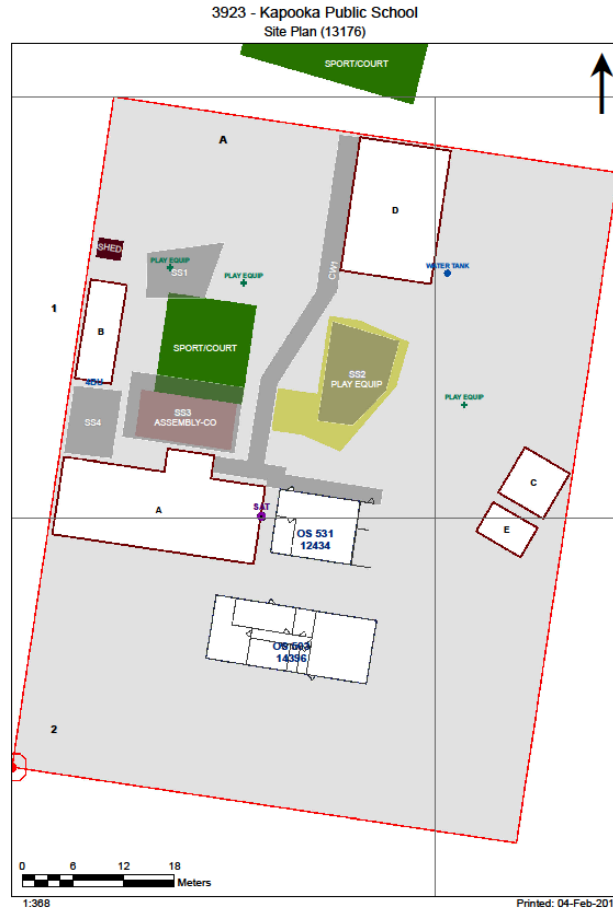 3923 - Kapooka Public School
Site Plan (13176)
SPORT/COURT
A
D
SHED
PLAY EQUIP
SS1
PLAY EQUIP
WATER TANK
CW1
1
B
SPORT/COURT
SS2
PLAY EQUIP
4BU
PLAY EQUIP
SS4
SS3
ASSEMBLY-CO
C
A
SAT
E
OS 531
12434
14396
2
0 6 12 18
Meters
1:368
Printed: 04-Feb-201